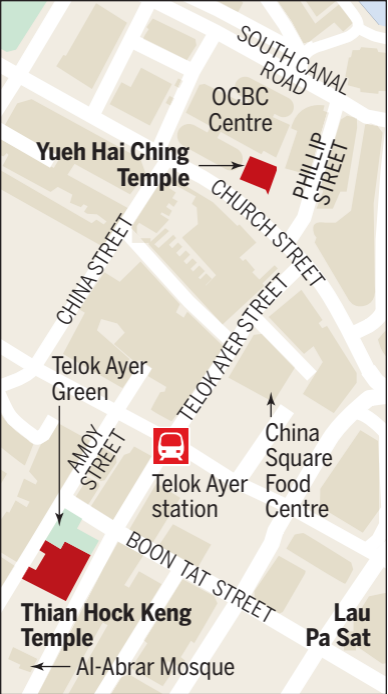 SOUTH CANAL
ROAD
OCBC
Centre
Yueh Hai Ching
Temple
PHILLIP
STREET
CHURCH STREET
CHINA STREET
TELOK AYER STREET
Telok Ayer
Green
AMOY
STREET
Telok Ayer
station
China
Square
Food
Centre
BOON TAT STREET
Thian Hock Keng
Temple
Lau
Pa Sat
Al-Abrar Mosque